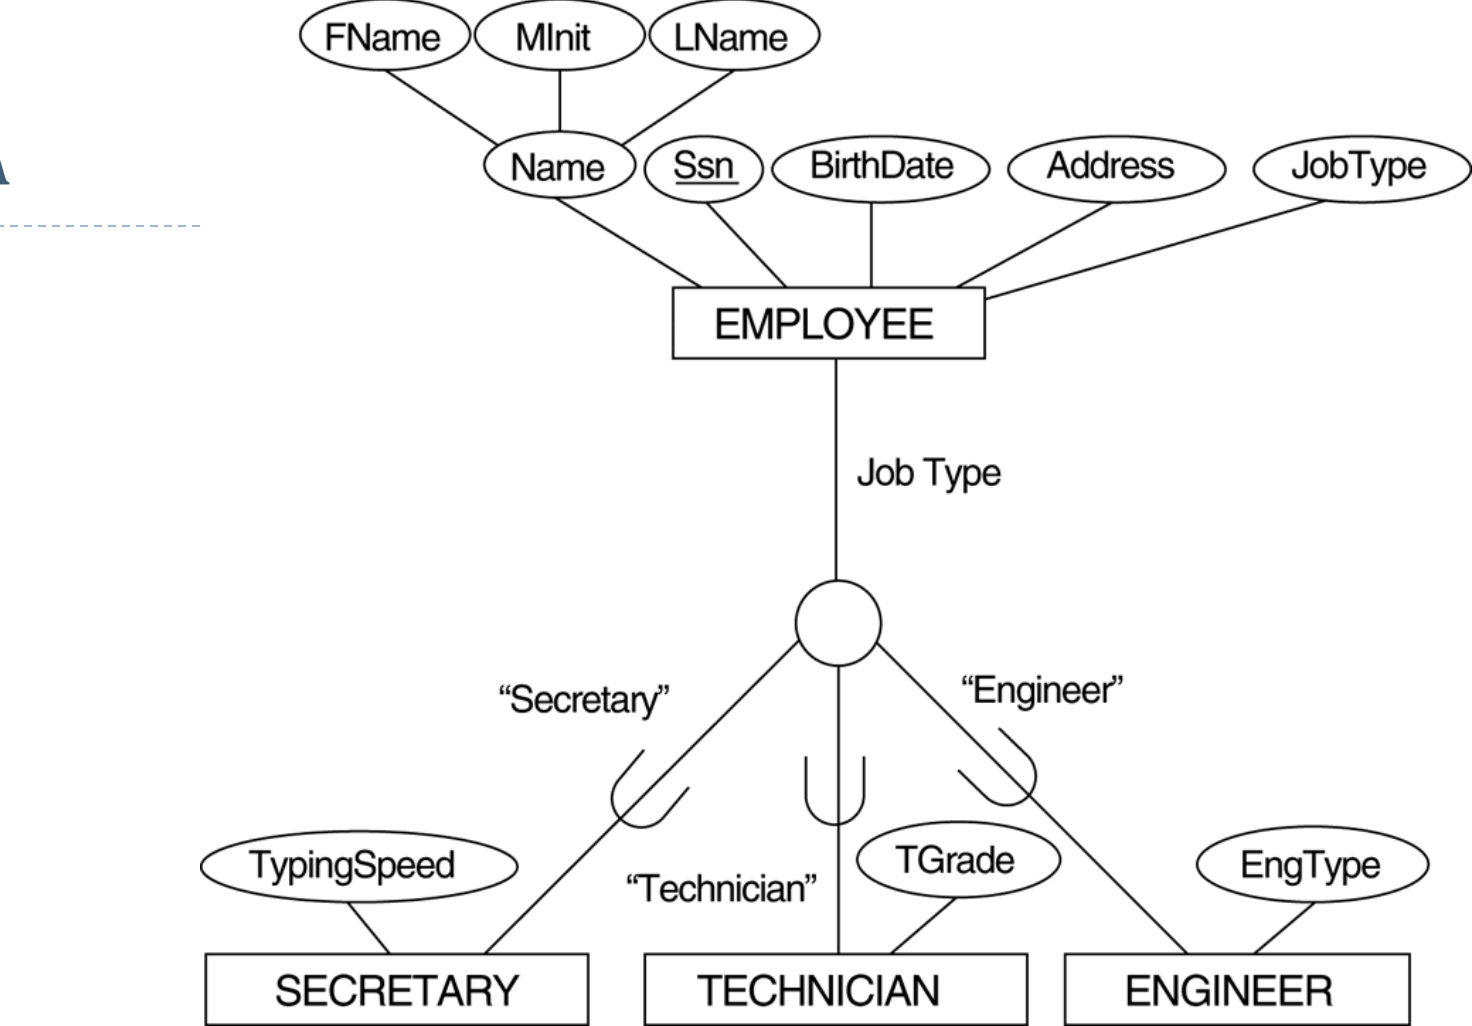 FName
MInit
LName
Name
Ssn
BirthDate
Address
JobType
EMPLOYEE
Job Type
“Secretary”
“Engineer”
“Technician”
TypingSpeed
TGrade
EngType
SECRETARY
TECHNICIAN
ENGINEER